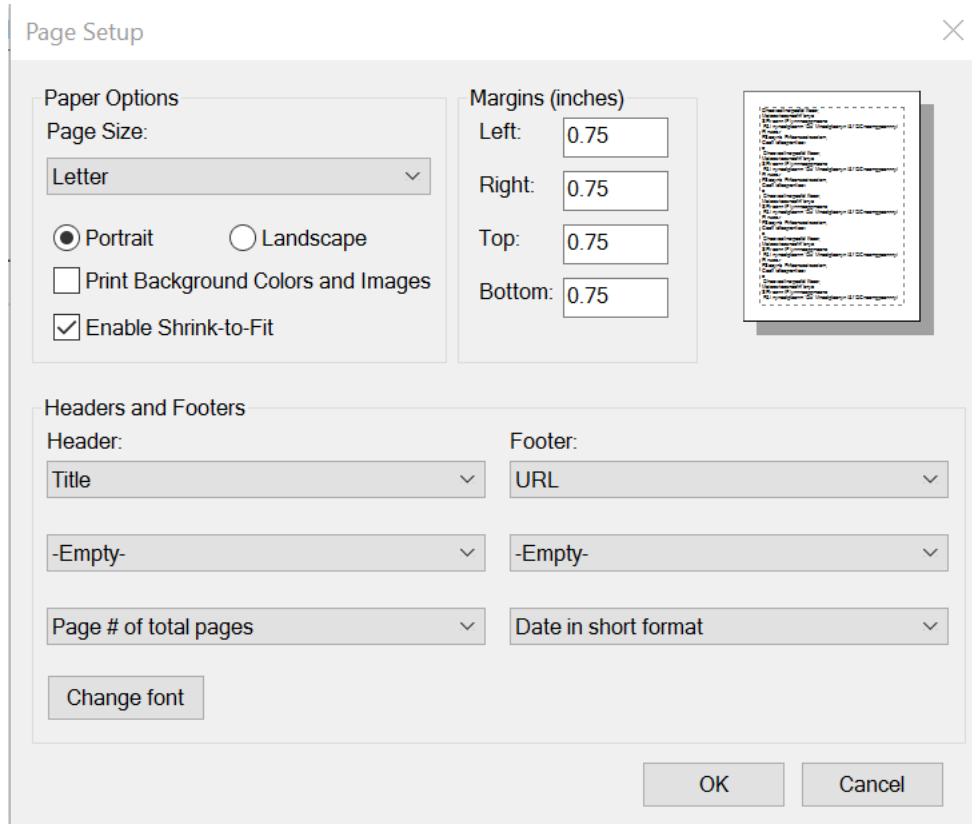 Page Setup
Paper Options
Page Size:
Letter
Portrait
Landscape
Print Background Colors and Images
Enable Shrink-to-Fit
Margins (inches)
Left: 0.75
Right: 0.75
Top: 0.75
Bottom: 0.75
Headers and Footers
Header:
Title
-Empty-
Page # of total pages
Change font
Footer:
URL
-Empty-
Date in short format
OK
Cancel